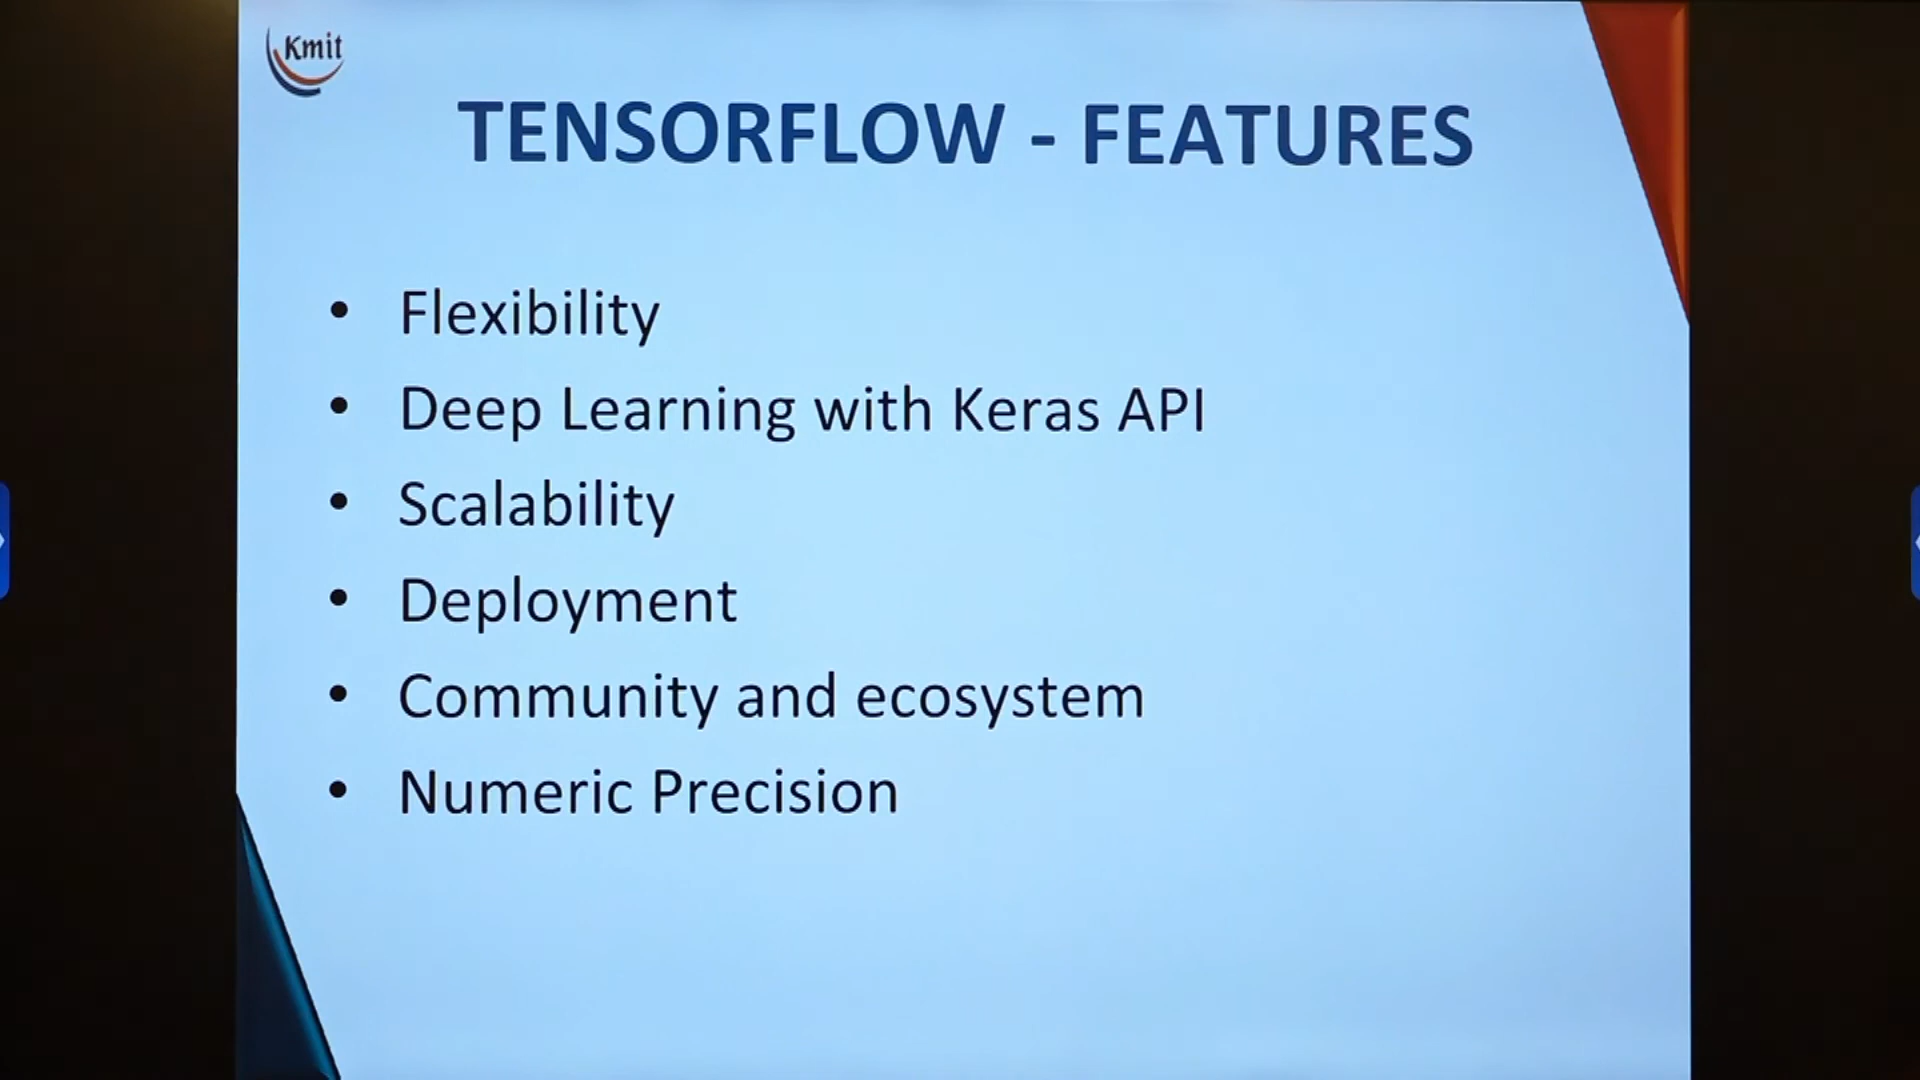 Kmit
TENSORFLOW - FEATURES
• Flexibility
• Deep Learning with Keras API
• Scalability
• Deployment
• Community and ecosystem
• Numeric Precision